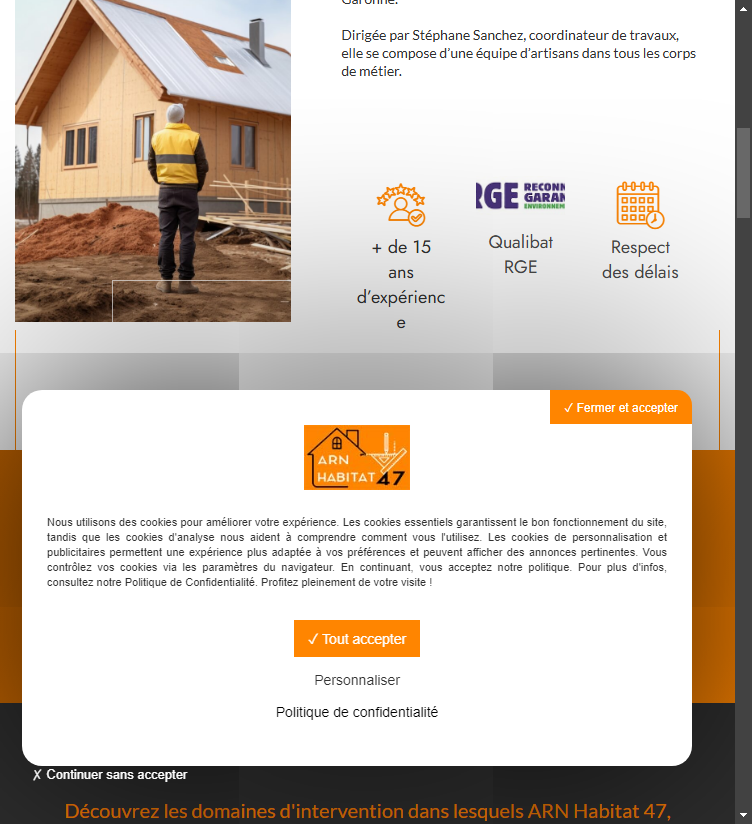 Garonne.
Dirigée par Stéphane Sanchez, coordinateur de travaux,
elle se compose d'une équipe d'artisans dans tous les corps
de métier.
RGE RECONN
GARAN
ENVIRONNEM
+ de 15
ans
d'expérienc
e
Qualibat
RGE
Respect
des délais
✓ Fermer et accepter
ARN
HABITAT 47
Nous utilisons des cookies pour améliorer votre expérience. Les cookies essentiels garantissent le bon fonctionnement du site,
tandis que les cookies d'analyse nous aident à comprendre comment vous l'utilisez. Les cookies de personnalisation et
publicitaires permettent une expérience plus adaptée à vos préférences et peuvent afficher des annonces pertinentes. Vous
contrôlez vos cookies via les paramètres du navigateur. En continuant, vous acceptez notre politique. Pour plus d'infos,
consultez notre Politique de Confidentialité. Profitez pleinement de votre visite !
✓ Tout accepter
Personnaliser
Politique de confidentialité
✗ Continuer sans accepter
Découvrez les domaines d'intervention dans lesquels ARN Habitat 47,